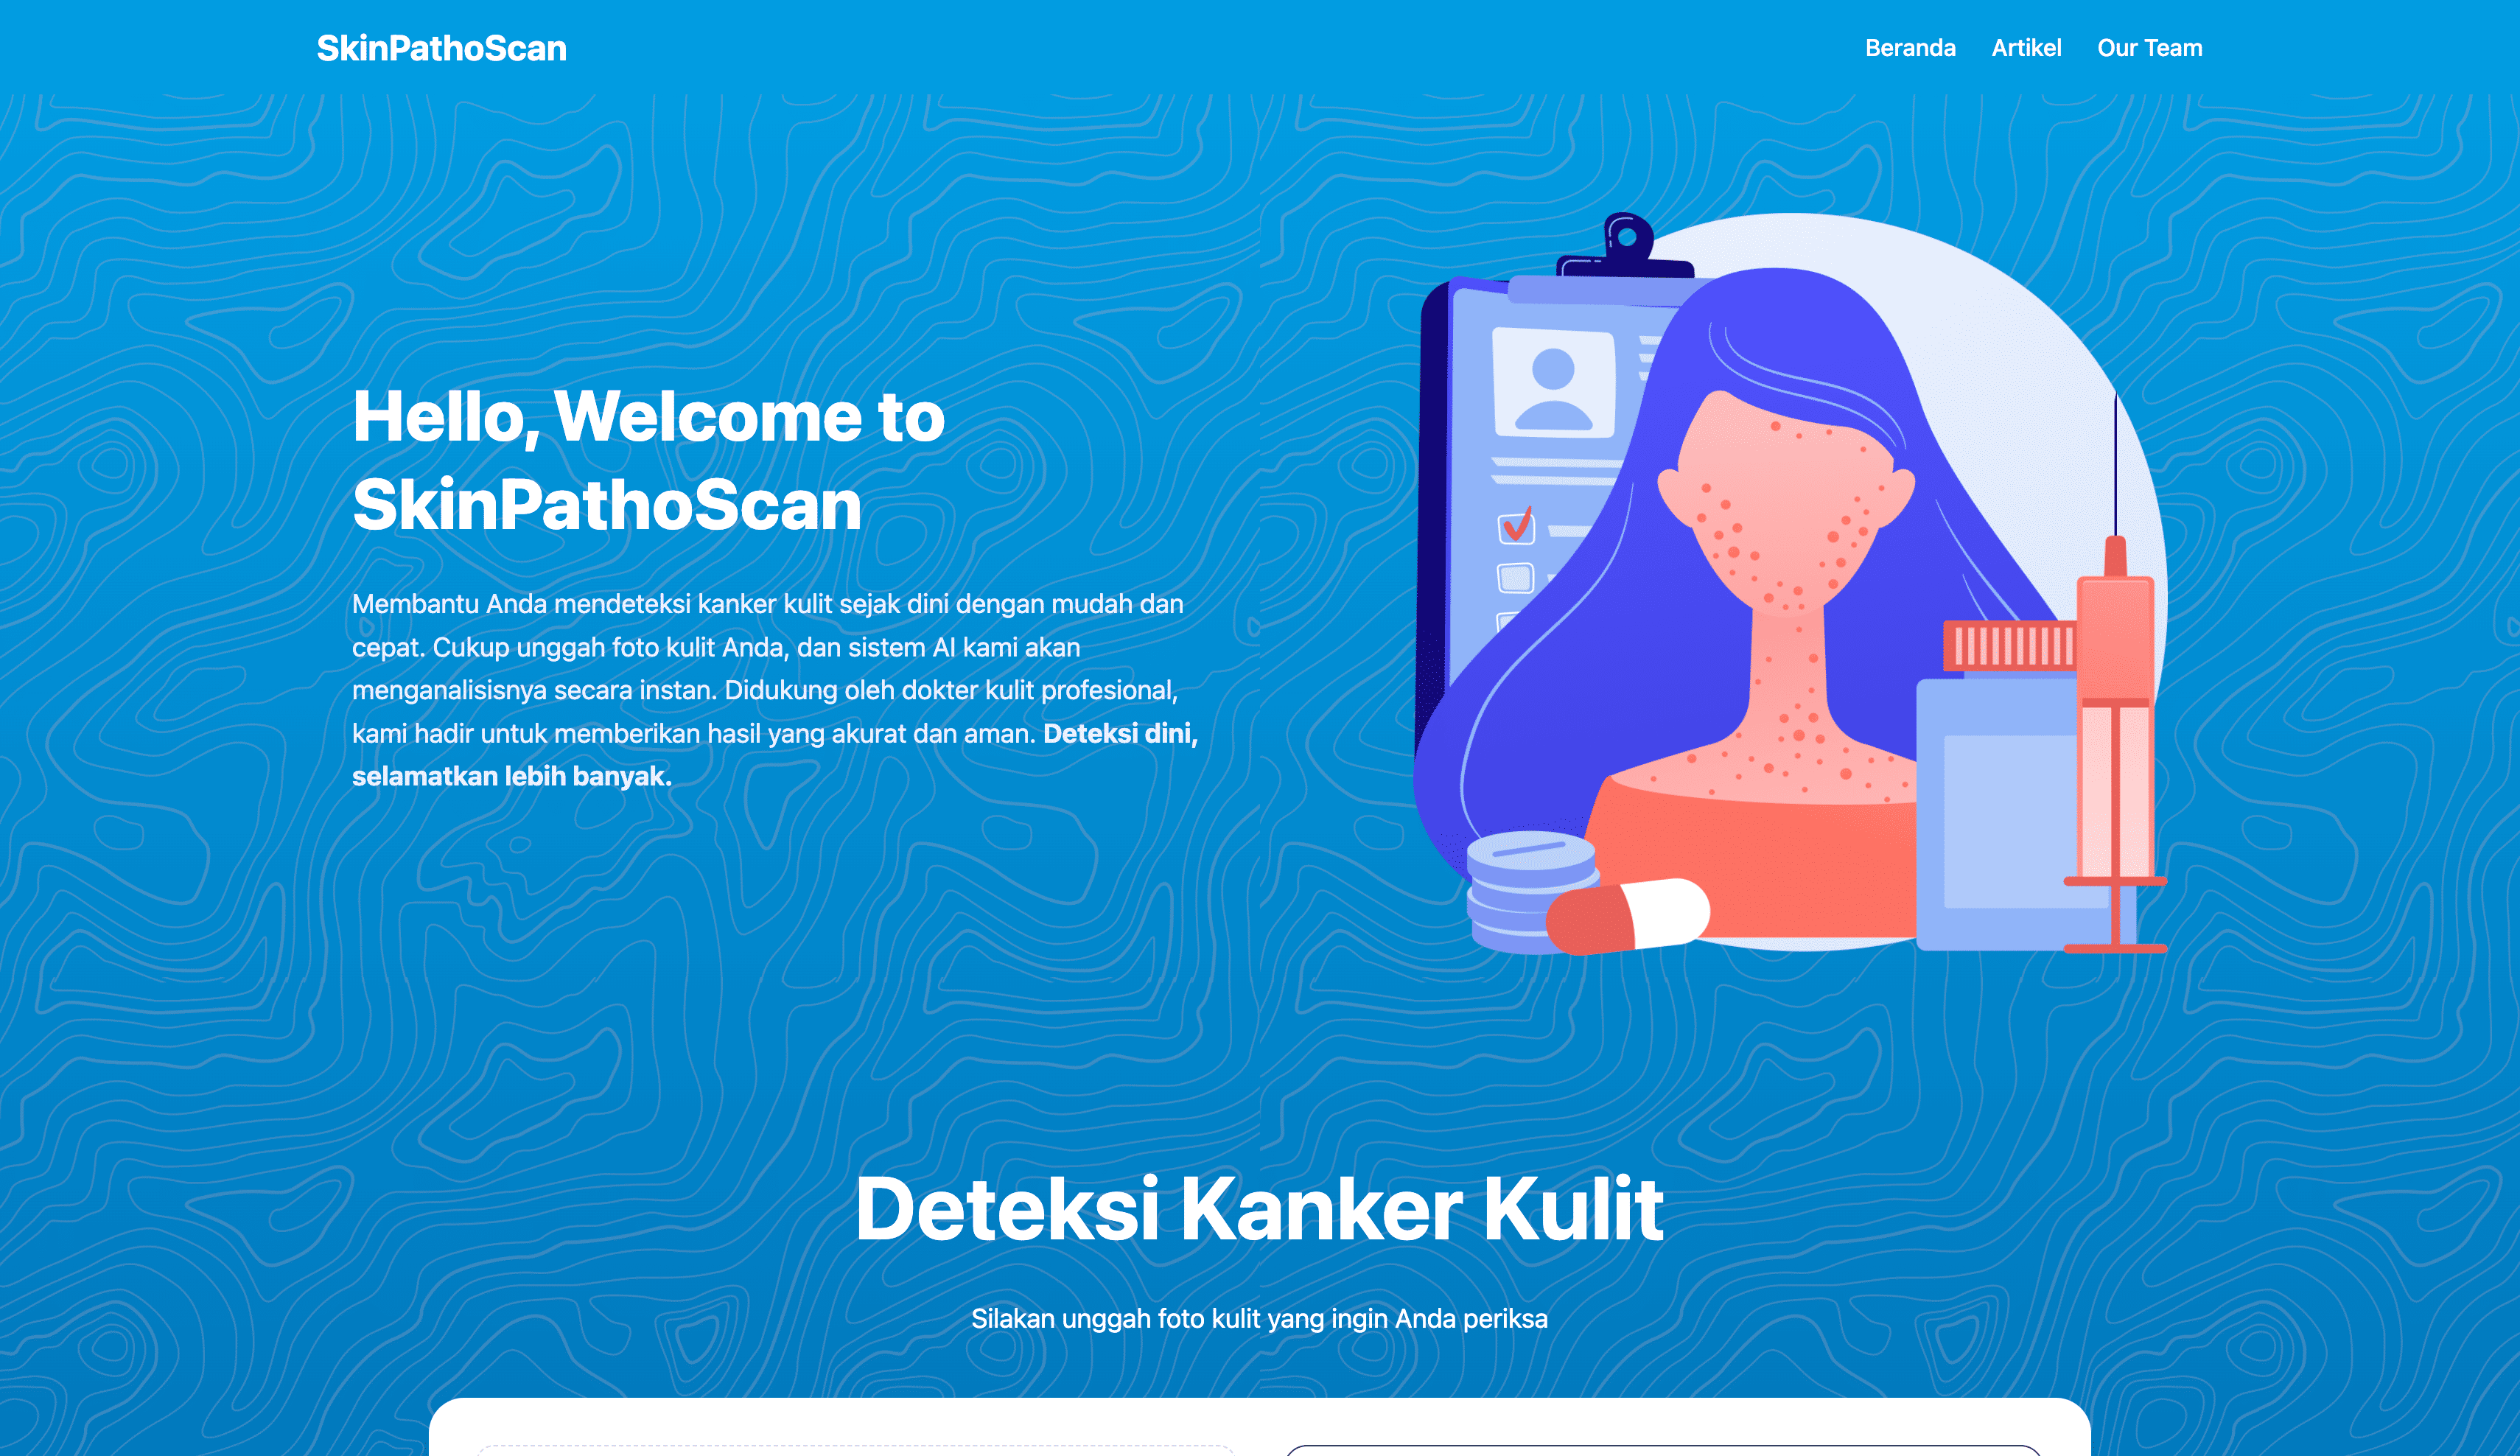 SkinPathoScan
Beranda Artikel Our Team
Hello, Welcome to
SkinPathoScan
Membantu Anda mendeteksi kanker kulit sejak dini dengan mudah dan
cepat. Cukup unggah foto kulit Anda, dan sistem AI kami akan
menganalisisnya secara instan. Didukung oleh dokter kulit profesional,
kami hadir untuk memberikan hasil yang akurat dan aman. Deteksi dini,
selamatkan lebih banyak.
Deteksi Kanker Kulit
Silakan unggah foto kulit yang ingin Anda periksa